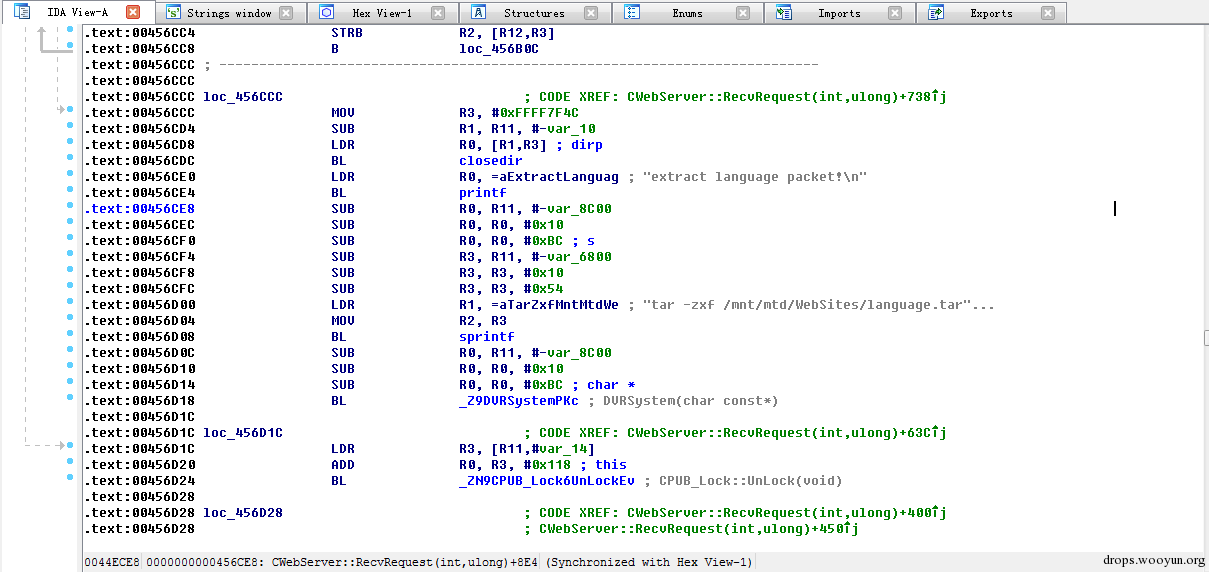 IDA View-A Strings window Hex View-1 Structures Enums Imports Exports
.text:00456CC4 STRB R2, [R12,R3]
.text:00456CC8 B loc_456B0C
.text:00456CCC ; ---------------------------------------------------------------------------
.text:00456CCC
.text:00456CCC loc_456CCC ; CODE XREF: CWebServer::RecvRequest(int,ulong)+738↑j
.text:00456CCC MOV R3, #0xFFFF7F4C
.text:00456CD4 SUB R1, R11, #-var_10
.text:00456CD8 LDR R0, [R1,R3] ; dirp
.text:00456CDC BL closedir
.text:00456CE0 LDR R0, =aExtractLanguag ; "extract language packet!\n"
.text:00456CE4 BL printf
.text:00456CE8 SUB R0, R11, #-var_8C00
.text:00456CEC SUB R0, R0, #0x10
.text:00456CF0 SUB R0, R0, #0xBC ; s
.text:00456CF4 SUB R3, R11, #-var_6800
.text:00456CF8 SUB R3, R3, #0x10
.text:00456CFC SUB R3, R3, #0x54
.text:00456D00 LDR R1, =aTarZxfMntMtdWe ; "tar -zxf /mnt/mtd/WebSites/language.tar"...
.text:00456D04 MOV R2, R3
.text:00456D08 BL sprintf
.text:00456D0C SUB R0, R11, #-var_8C00
.text:00456D10 SUB R0, R0, #0x10
.text:00456D14 SUB R0, R0, #0xBC ; char *
.text:00456D18 BL _Z9DVRSystemPKc ; DVRSystem(char const*)
.text:00456D1C
.text:00456D1C loc_456D1C ; CODE XREF: CWebServer::RecvRequest(int,ulong)+63C↑j
.text:00456D1C LDR R3, [R11,#var_14]
.text:00456D20 ADD R0, R3, #0x118 ; this
.text:00456D24 BL _ZN9CPUB_Lock6UnLockEv ; CPUB_Lock::UnLock(void)
.text:00456D28
.text:00456D28 loc_456D28 ; CODE XREF: CWebServer::RecvRequest(int,ulong)+400↑j
.text:00456D28 ; CWebServer::RecvRequest(int,ulong)+450↑j
0044ECE8 0000000000456CE8: CWebServer::RecvRequest(int,ulong)+8E4 (Synchronized with Hex View-1)
drops.wooyun.org